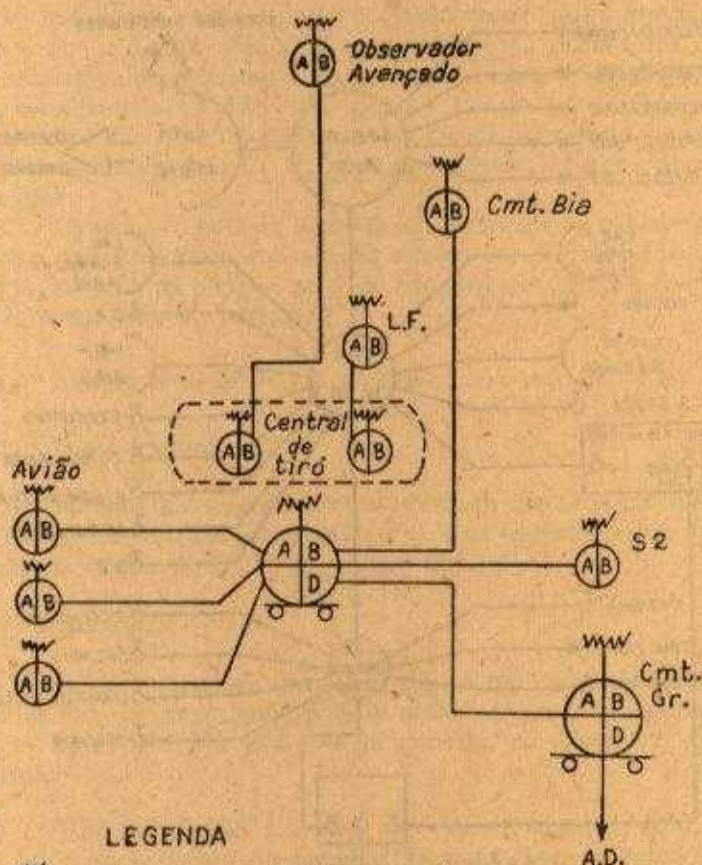 A B
Observador
Avençado
A B
Cmt. Bia
A B
L.F.
Central
de
tiro
A B
A B
Avião
A B
A B
D
S-2
A B
A B
A B
Cmt.
Gr.
A B
D
LEGENDA
A.D.